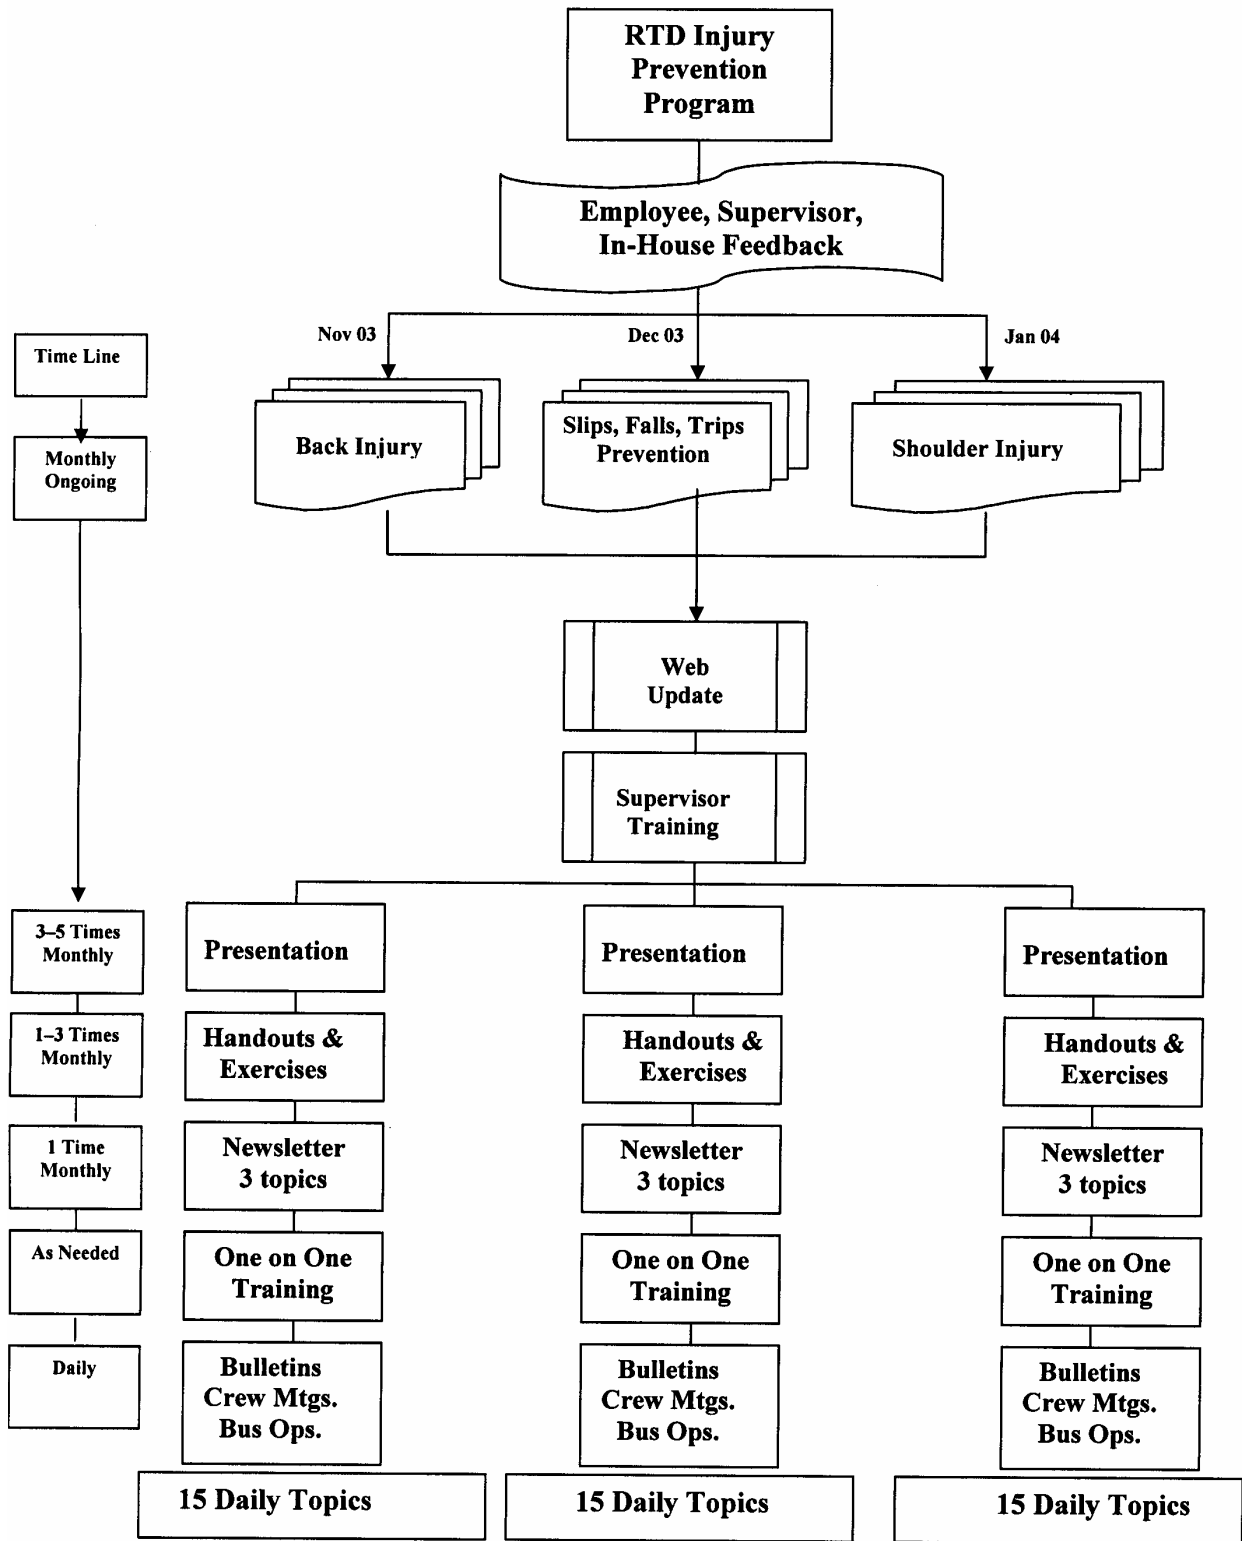 RTD Injury
Prevention
Program
Employee, Supervisor,
In-House Feedback
Nov 03
Dec 03
Jan 04
Time Line
Monthly
Ongoing
Back Injury
Slips, Falls, Trips
Prevention
Shoulder Injury
Web
Update
Supervisor
Training
3–5 Times
Monthly
Presentation
Presentation
Presentation
1–3 Times
Monthly
Handouts &
Exercises
Handouts &
Exercises
Handouts &
Exercises
1 Time
Monthly
Newsletter
3 topics
Newsletter
3 topics
Newsletter
3 topics
As Needed
One on One
Training
One on One
Training
One on One
Training
Daily
Bulletins
Crew Mtgs.
Bus Ops.
Bulletins
Crew Mtgs.
Bus Ops.
Bulletins
Crew Mtgs.
Bus Ops.
15 Daily Topics
15 Daily Topics
15 Daily Topics